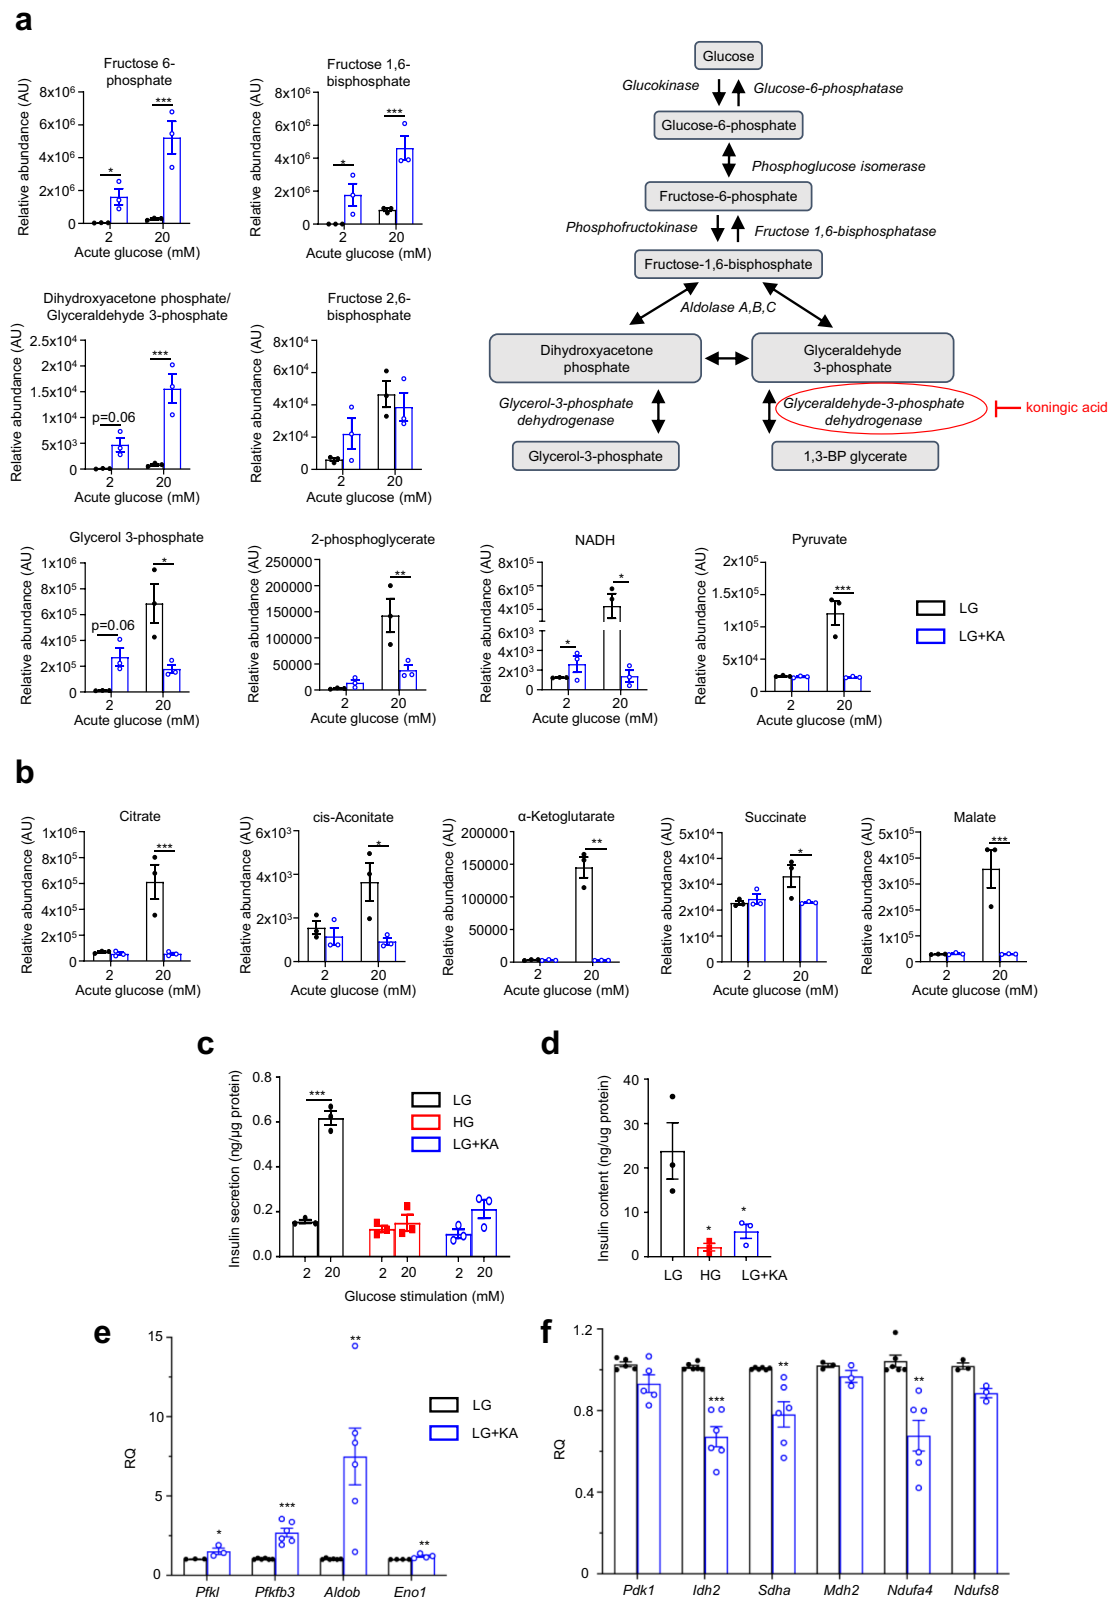 a
Fructose 6-
phosphate
Relative abundance (AU)
8x10⁶
6x10⁶
4x10⁶
2x10⁶
0
*
***
2
20
Acute glucose (mM)
Fructose 1,6-
bisphosphate
Relative abundance (AU)
8x10⁶
6x10⁶
4x10⁶
2x10⁶
0
*
***
2
20
Acute glucose (mM)
Glucose
Glucokinase
Glucose-6-phosphatase
Glucose-6-phosphate
Phosphoglucose isomerase
Fructose-6-phosphate
Phosphofructokinase
Fructose 1,6-bisphosphatase
Fructose-1,6-bisphosphate
Aldolase A,B,C
Dihydroxyacetone
phosphate
Glyceraldehyde
3-phosphate
Glycerol-3-phosphate
dehydrogenase
Glyceraldehyde-3-phosphate
dehydrogenase
koningic acid
Glycerol-3-phosphate
1,3-BP glycerate
Dihydroxyacetone phosphate/
Glyceraldehyde 3-phosphate
Relative abundance (AU)
2.5x10⁴
2x10⁴
1.5x10⁴
1x10⁴
5x10³
0
p=0.06
***
2
20
Acute glucose (mM)
Fructose 2,6-
bisphosphate
Relative abundance (AU)
8x10⁴
6x10⁴
4x10⁴
2x10⁴
0
2
20
Acute glucose (mM)
Glycerol 3-phosphate
Relative abundance (AU)
1x10⁶
8x10⁵
6x10⁵
4x10⁵
2x10⁵
0
p=0.06
*
2
20
Acute glucose (mM)
2-phosphoglycerate
Relative abundance (AU)
250000
200000
150000
100000
50000
0
**
2
20
Acute glucose (mM)
NADH
Relative abundance (AU)
8x10⁵
6x10⁵
4x10⁵
2x10⁵
6x10³
4x10³
2x10³
0
*
*
2
20
Acute glucose (mM)
Pyruvate
Relative abundance (AU)
2x10⁵
1.5x10⁵
1x10⁵
5x10⁴
0
***
2
20
Acute glucose (mM)
LG
LG+KA
b
Citrate
Relative abundance (AU)
1x10⁶
8x10⁵
6x10⁵
4x10⁵
2x10⁵
0
***
2
20
Acute glucose (mM)
cis-Aconitate
Relative abundance (AU)
6x10³
4x10³
2x10³
0
*
2
20
Acute glucose (mM)
α-Ketoglutarate
Relative abundance (AU)
200000
150000
100000
50000
0
**
2
20
Acute glucose (mM)
Succinate
Relative abundance (AU)
5x10⁴
4x10⁴
3x10⁴
2x10⁴
1x10⁴
0
*
2
20
Acute glucose (mM)
Malate
Relative abundance (AU)
5x10⁵
4x10⁵
3x10⁵
2x10⁵
1x10⁵
0
***
2
20
Acute glucose (mM)
c
Insulin secretion (ng/µg protein)
0.8
0.6
0.4
0.2
0.0
***
LG
HG
LG+KA
2 20 2 20 2 20
Glucose stimulation (mM)
d
Insulin content (ng/ug protein)
40
30
20
10
0
*
*
LG HG LG+KA
e
RQ
15
10
5
0
*
***
**
**
LG
LG+KA
Pfkl Pfkfb3 Aldob Eno1
f
RQ
1.2
0.8
0.4
0
***
**
**
Pdk1 Idh2 Sdha Mdh2 Ndufa4 Ndufs8